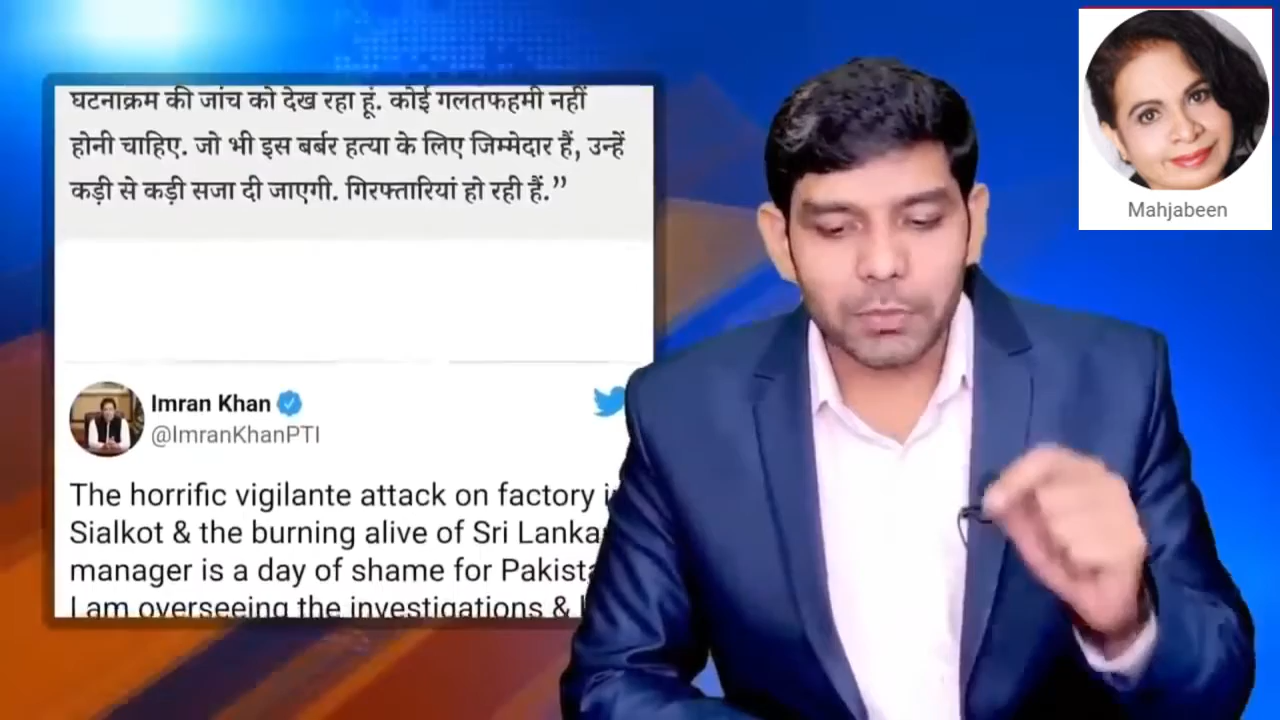 घटनाक्रम की जांच को देख रहा हूं. कोई गलतफहमी नहीं
होनी चाहिए. जो भी इस बर्बर हत्या के लिए जिम्मेदार हैं, उन्हें
कड़ी से कड़ी सजा दी जाएगी. गिरफ्तारियां हो रही हैं.”
Mahjabeen
Imran Khan
@ImranKhanPTI
The horrific vigilante attack on factory
Sialkot & the burning alive of Sri
manager is a day of shame for
I am overseeing the investigations &